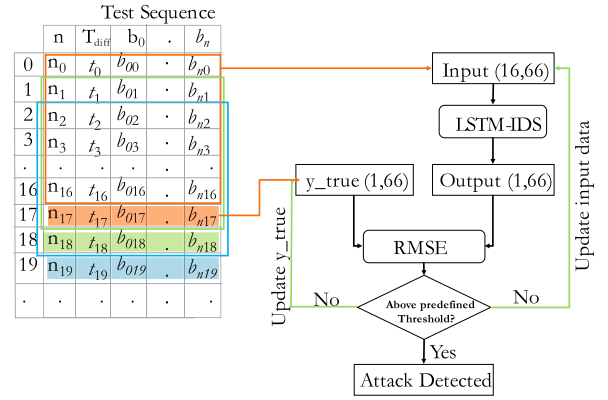 Test Sequence
n T_diff b_0 . b_n
0 n_0 t_0 b_00 . b_n0
1 n_1 t_1 b_01 . b_n1
2 n_2 t_2 b_02 . b_n2
3 n_3 t_3 b_03 . b_n3
. . . . . .
16 n_16 t_16 b_016 . b_n16
17 n_17 t_17 b_017 . b_n17
18 n_18 t_18 b_018 . b_n18
19 n_19 t_19 b_019 . b_n19
. . . . . .
Input (16,66)
LSTM-IDS
y_true (1,66)
Output (1,66)
RMSE
Above predefined
Threshold?
No
No
Yes
Attack Detected
Update y_true
Update input data